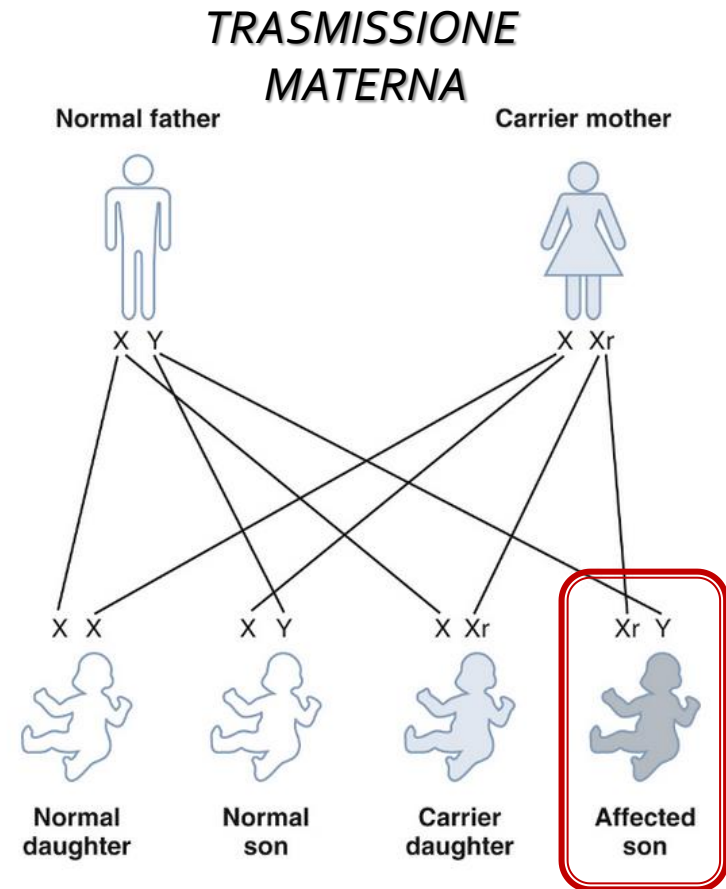 TRASMISSIONE
MATERNA
Normal father Carrier mother
X Y X Xr
X X X Y X Xr Xr Y
Normal daughter Normal son Carrier daughter Affected son